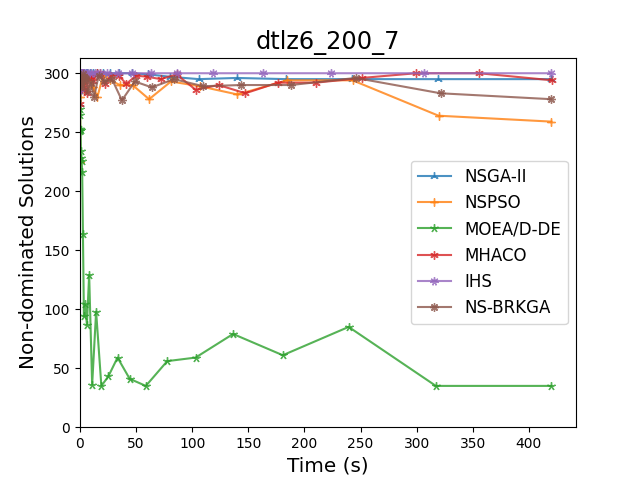 dtlz6_200_7
Non-dominated Solutions
300
250
200
150
100
50
0
NSGA-II
NSPSO
MOEA/D-DE
MHACO
IHS
NS-BRKGA
0 50 100 150 200 250 300 350 400
Time (s)